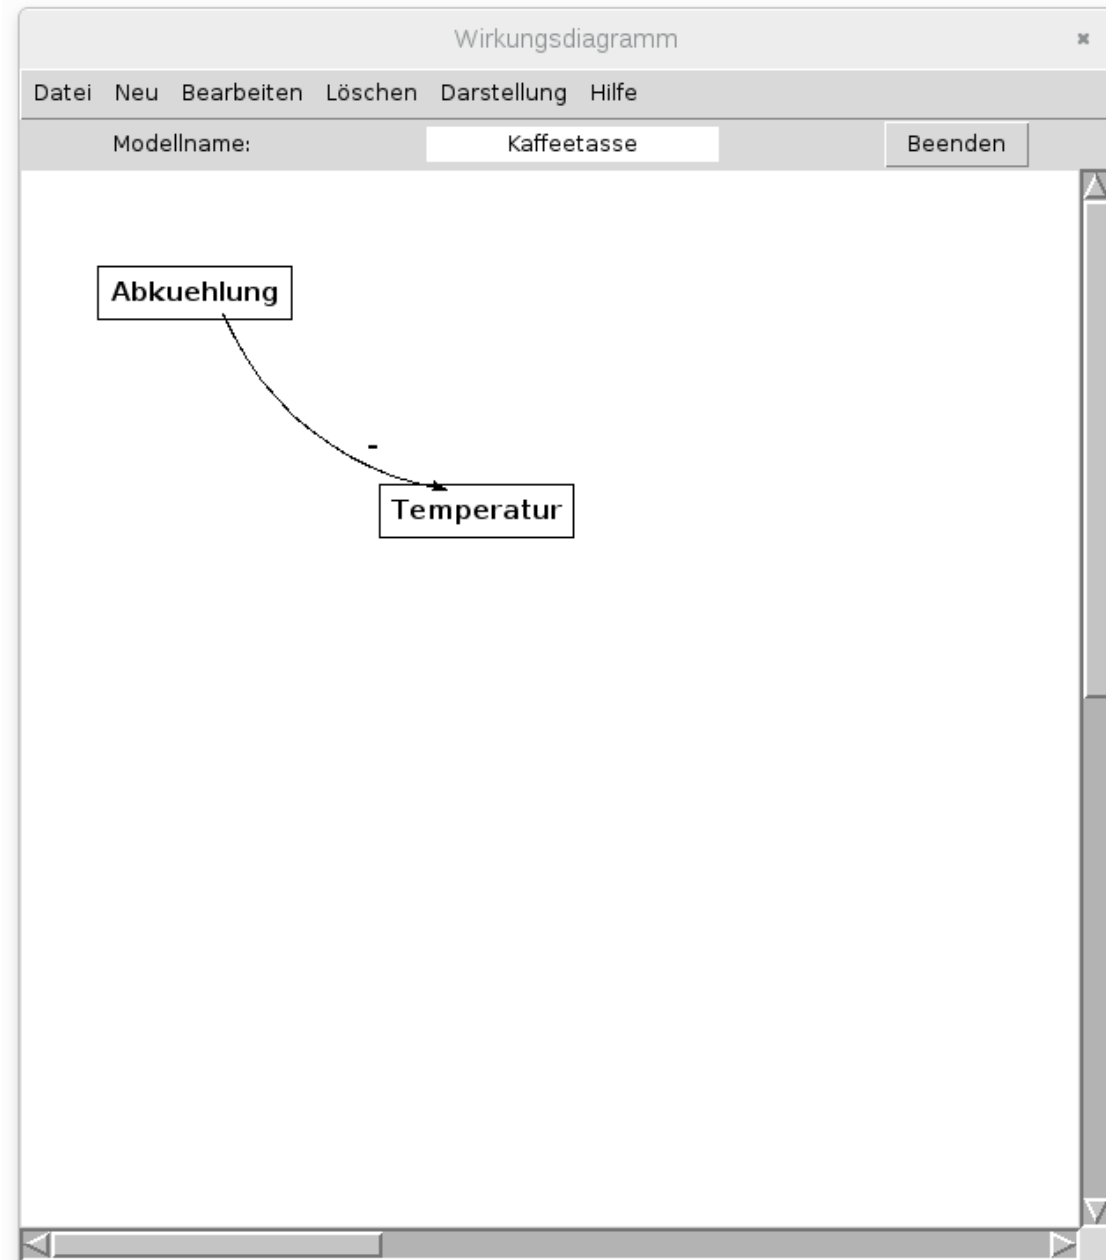 Wirkungsdiagramm
Datei Neu Bearbeiten Löschen Darstellung Hilfe
Modellname: Kaffeetasse Beenden
Abkuehlung
-
Temperatur